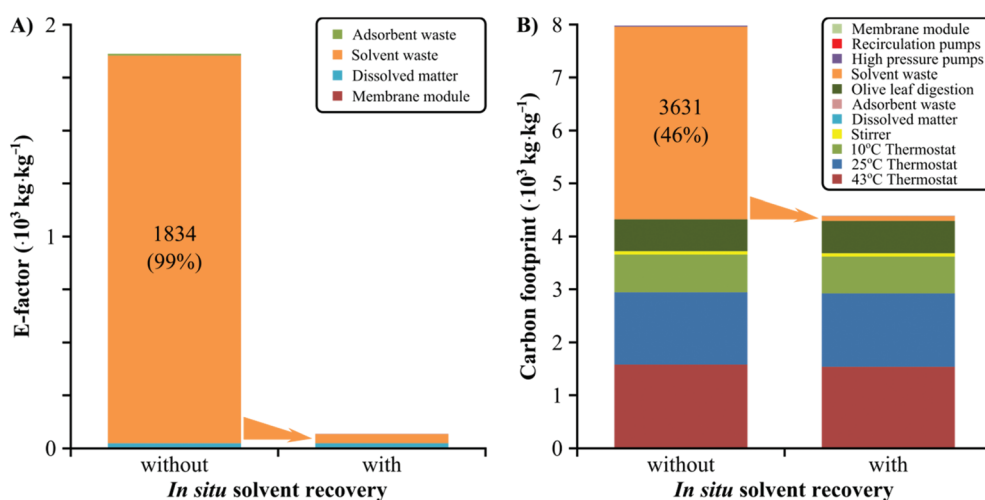 A)
E-factor (·10³ kg·kg⁻¹)
2
1
0
Adsorbent waste
Solvent waste
Dissolved matter
Membrane module
1834
(99%)
without
with
In situ solvent recovery
B)
Carbon footprint (·10³ kg·kg⁻¹)
8
7
6
5
4
3
2
1
0
Membrane module
Recirculation pumps
High pressure pumps
Solvent waste
Olive leaf digestion
Adsorbent waste
Dissolved matter
Stirrer
10°C Thermostat
25°C Thermostat
43°C Thermostat
3631
(46%)
without
with
In situ solvent recovery